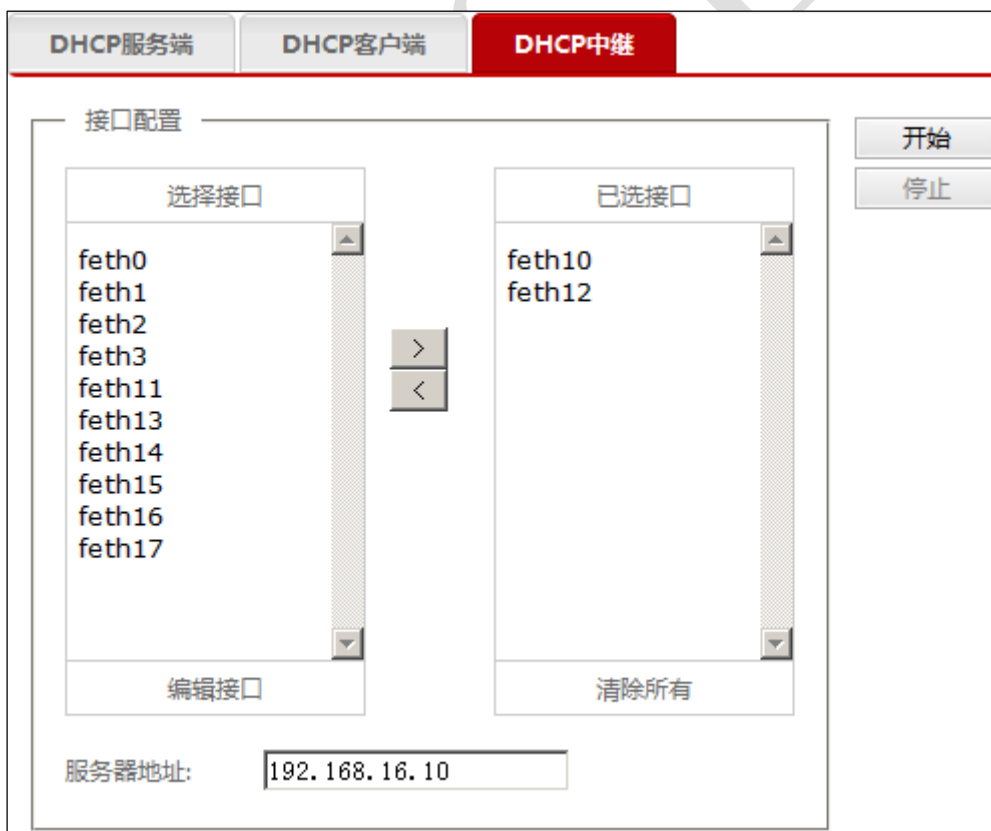 DHCP服务端 DHCP客户端 DHCP中继
接口配置
开始
停止
选择接口
feth0
feth1
feth2
feth3
feth11
feth13
feth14
feth15
feth16
feth17
编辑接口
>
<
已选接口
feth10
feth12
清除所有
服务器地址: 192.168.16.10